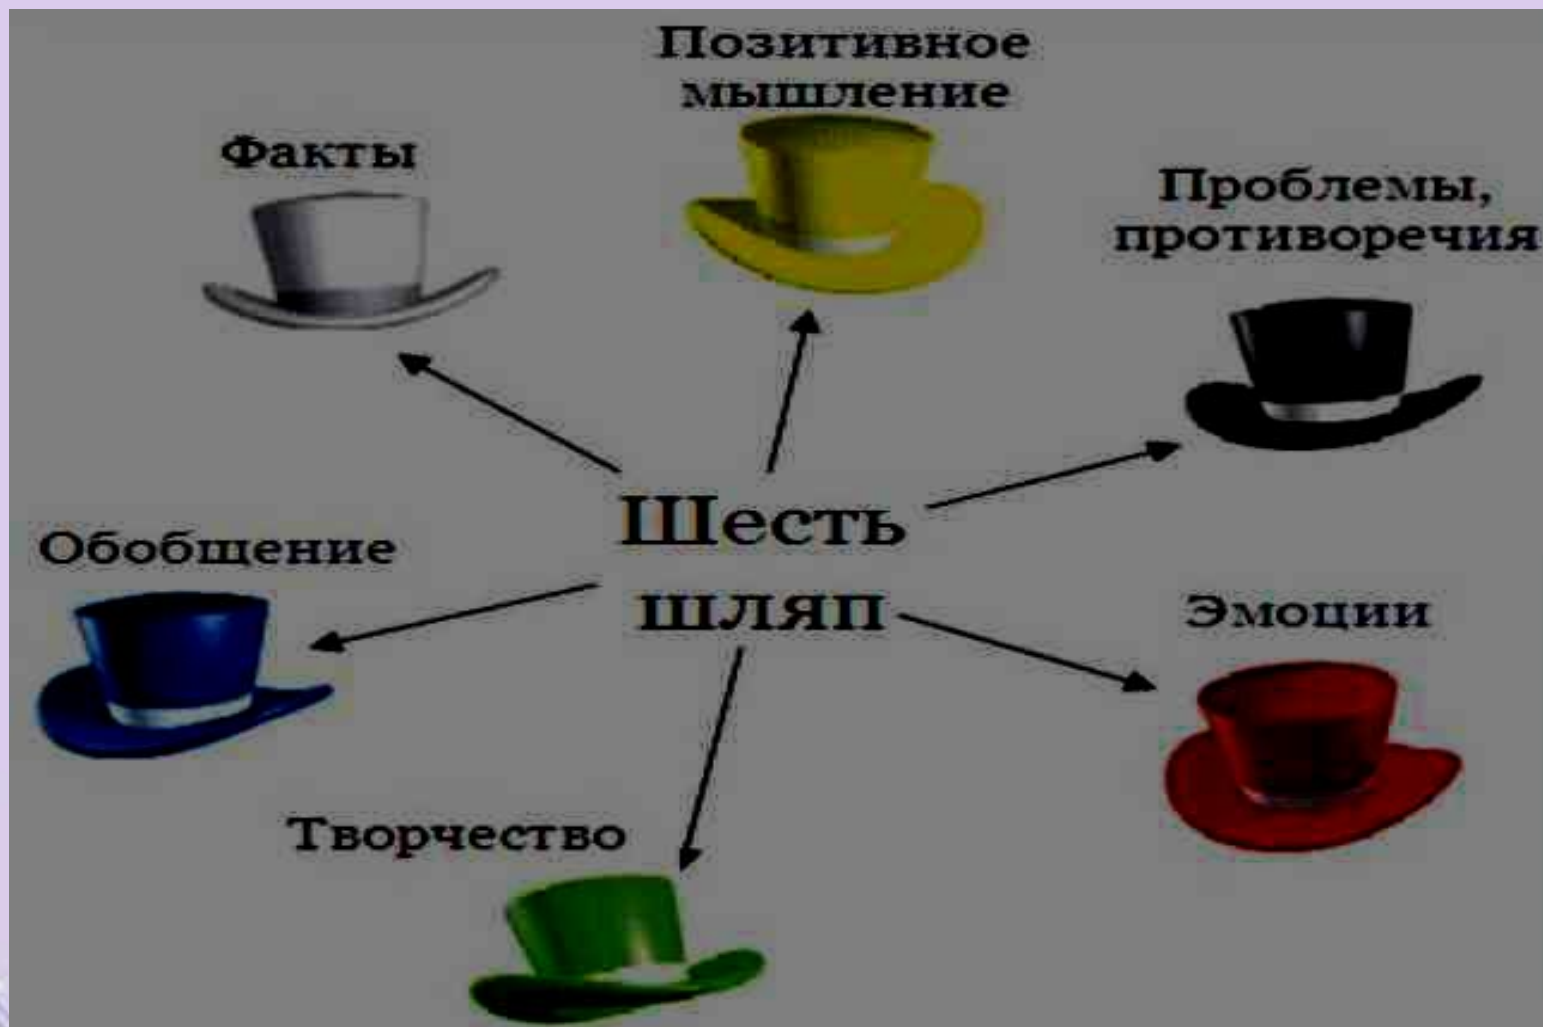 Позитивное
мышление
Факты
Проблемы,
противоречия
Шесть
шляп
Обобщение
Эмоции
Творчество